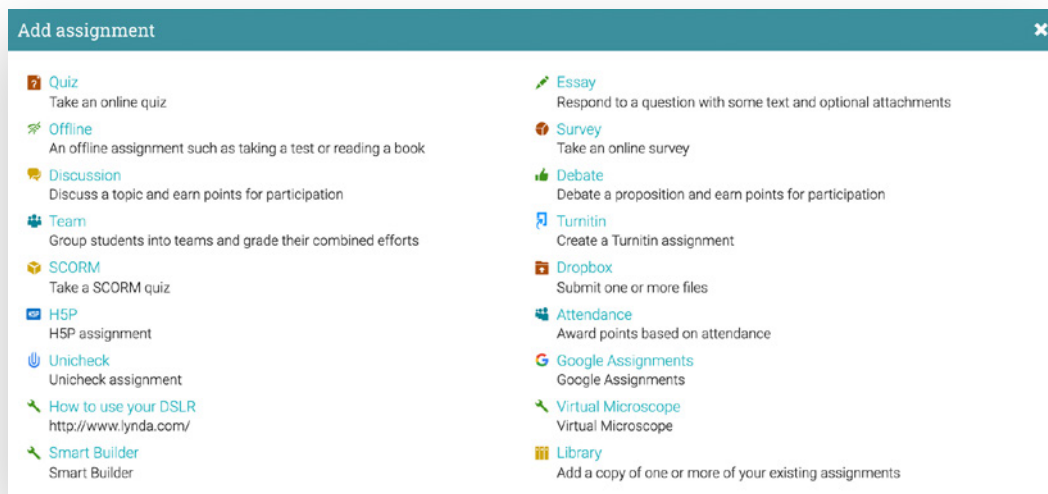 Add assignment
Quiz
Take an online quiz
Offline
An offline assignment such as taking a test or reading a book
Discussion
Discuss a topic and earn points for participation
Team
Group students into teams and grade their combined efforts
SCORM
Take a SCORM quiz
H5P
H5P assignment
Unicheck
Unicheck assignment
How to use your DSLR
http://www.lynda.com/
Smart Builder
Smart Builder
Essay
Respond to a question with some text and optional attachments
Survey
Take an online survey
Debate
Debate a proposition and earn points for participation
Turnitin
Create a Turnitin assignment
Dropbox
Submit one or more files
Attendance
Award points based on attendance
Google Assignments
Google Assignments
Virtual Microscope
Virtual Microscope
Library
Add a copy of one or more of your existing assignments